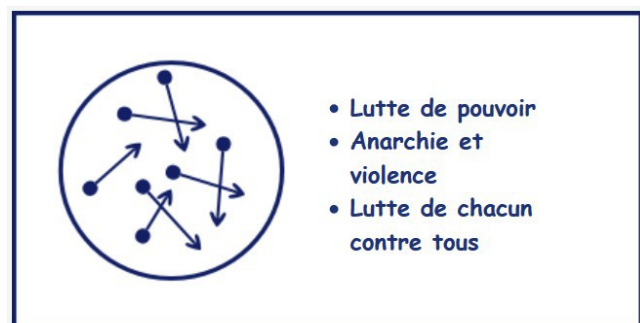 • Lutte de pouvoir
• Anarchie et
violence
• Lutte de chacun
contre tous